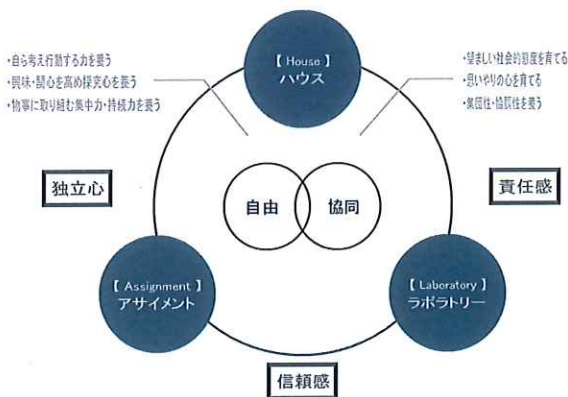 【 House 】
ハウス
・自ら考え行動する力を養う
・興味・関心を高め探究心を養う
・物事に取り組む集中力・持続力を養う
・望ましい社会的態度を育てる
・思いやりの心を育てる
・集団性・協調性を養う
独立心
自由
協同
責任感
【 Assignment 】
アサイメント
【 Laboratory 】
ラボラトリー
信頼感